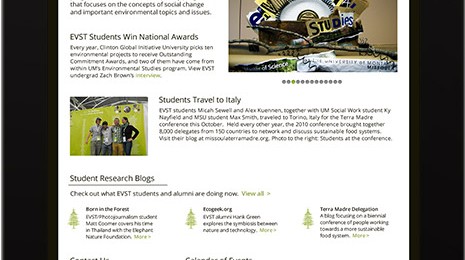 that focuses on the concepts of social change
and important environmental topics and issues.
EVST Students Win National Awards
Every year, Clinton Global Initiative University picks ten
environmental projects to receive Outstanding
Commitment Awards, and two of them have come from
within UM's Environmental Studies program. View EVST
undergrad Zach Brown's interview.
of Science
STUDIES
THE UNIVERSITY OF MONTANA
Students Travel to Italy
EVST students Micah Sewell and Alex Kuennen, together with UM Social Work student Ky
Nayfield and MSU student Max Smith, traveled to Torino, Italy for the Terra Madre
conference this October. Held every other year, the 2010 conference brought together
8,000 delegates from 150 countries to network and discuss sustainable food systems.
Visit their blog at missoulaterramadre.org. Photo to the right: Students at the conference.
Student Research Blogs
Check out what EVST students and alumni are doing now. View all >
Born in the Forest
EVST/Photojournalism student
Matt Coomer covers his time
in Thailand with the Elephant
Nature Foundation. More >
Ecogeek.org
EVST alumni Hank Green
explores the symbiosis between
nature and technology. More >
Terra Madre Delegation
A blog focusing on a biennial
conference of people working
towards a more sustainable
food system. More >
Contact Us
Calendar of Events